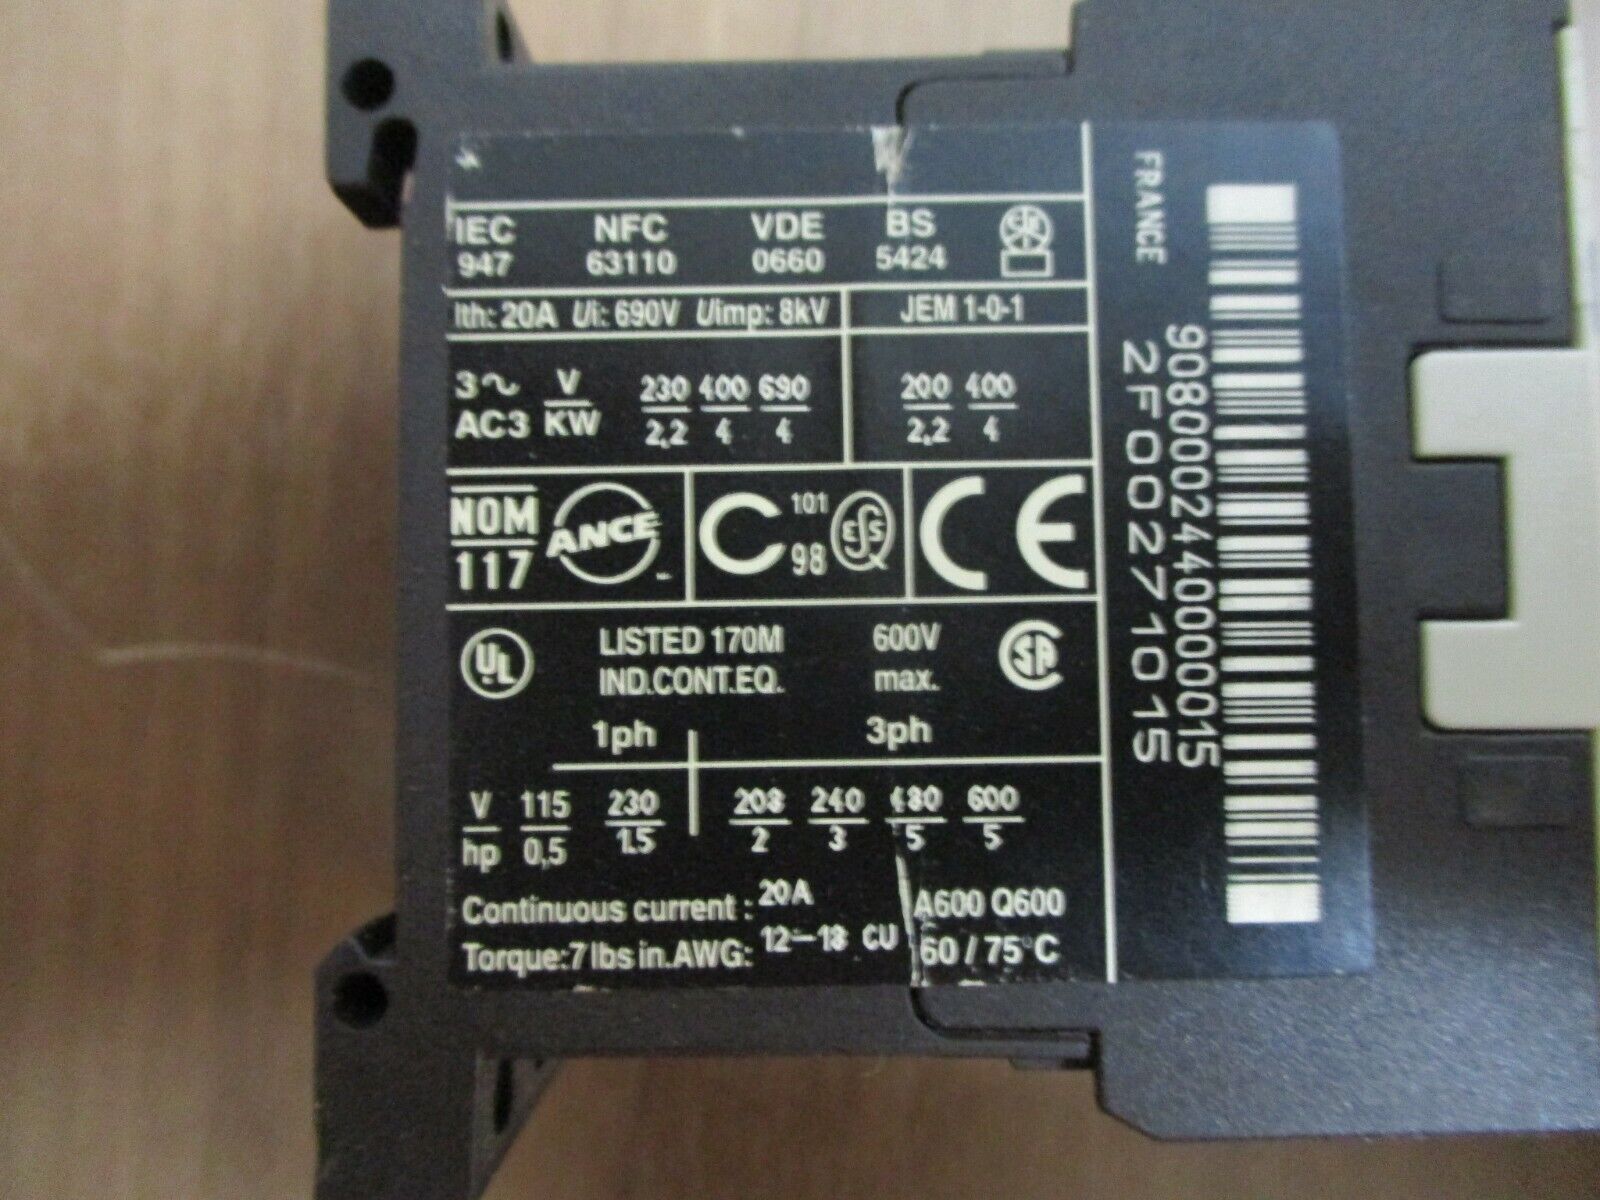 IEC NFC VDE BS
947 63110 0660 5424
Ith: 20A Ui: 690V Uimp: 8kV JEM 1-0-1
3~ V 230 400 690 200 400
AC3 KW 2,2 4 4 2,2 4
NOM ANCE C 101 ESS CE
117 98
UL LISTED 170M 600V SA
IND.CONT.EQ. max.
1ph 3ph
V 115 230 208 240 480 600
hp 0,5 1.5 2 3 5 5
Continuous current: 20A A600 Q600
Torque:7 lbs in.AWG: 12-18 CU 60 / 75°C
FRANCE
2F00271015